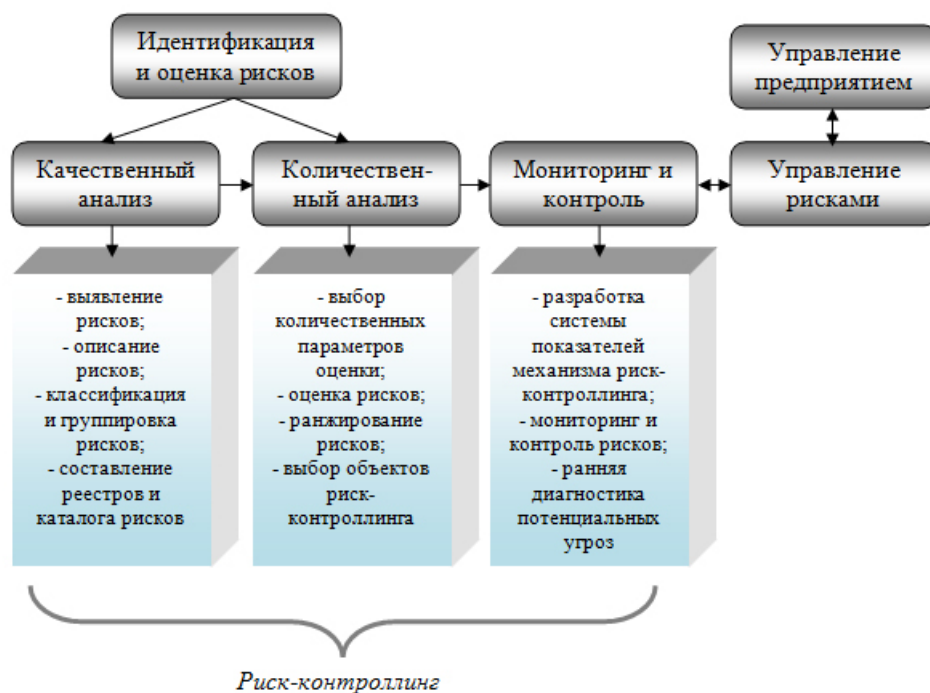 Идентификация
и оценка рисков
Управление
предприятием
Качественный
анализ
Количествен-
ный анализ
Мониторинг и
контроль
Управление
рисками
- выявление
рисков;
- описание
рисков;
- классификация
и группировка
рисков;
- составление
реестров и
каталога рисков
- выбор
количественных
параметров
оценки;
- оценка рисков;
- ранжирование
рисков;
- выбор объектов
риск-
контроллинга
- разработка
системы
показателей
механизма риск-
контроллинга;
- мониторинг и
контроль рисков;
- ранняя
диагностика
потенциальных
угроз
Риск-контроллинг